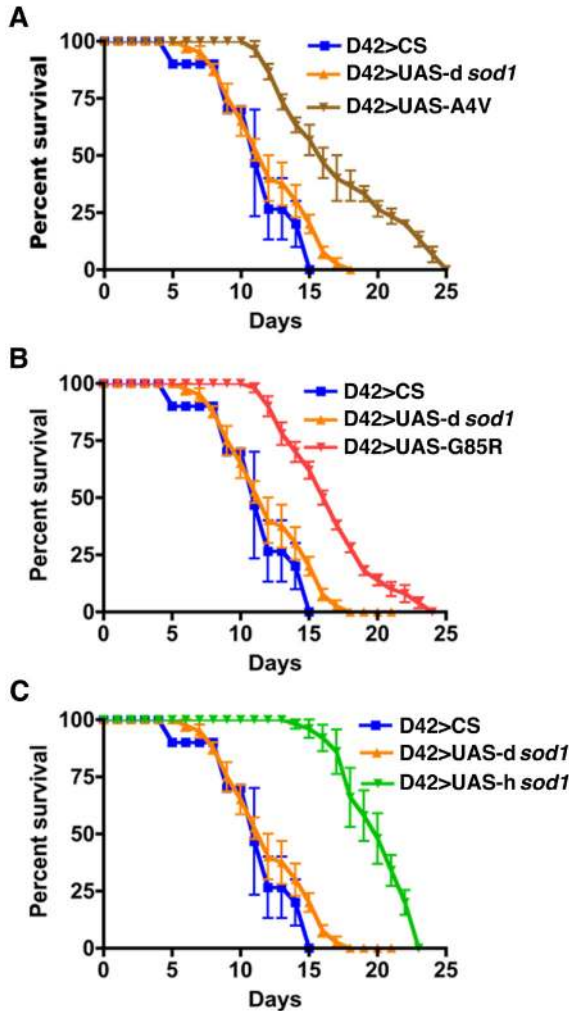 A
D42>CS
D42>UAS-d sod1
D42>UAS-A4V
Percent survival
100
75
50
25
0
0 5 10 15 20 25
Days
B
D42>CS
D42>UAS-d sod1
D42>UAS-G85R
Percent survival
100
75
50
25
0
0 5 10 15 20 25
Days
C
D42>CS
D42>UAS-d sod1
D42>UAS-h sod1
Percent survival
100
75
50
25
0
0 5 10 15 20 25
Days